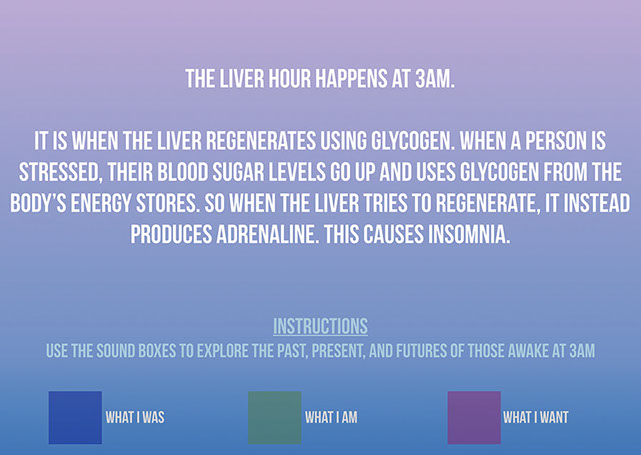 THE LIVER HOUR HAPPENS AT 3AM.
IT IS WHEN THE LIVER REGENERATES USING GLYCOGEN. WHEN A PERSON IS
STRESSED, THEIR BLOOD SUGAR LEVELS GO UP AND USES GLYCOGEN FROM THE
BODY'S ENERGY STORES. SO WHEN THE LIVER TRIES TO REGENERATE, IT INSTEAD
PRODUCES ADRENALINE. THIS CAUSES INSOMNIA.
INSTRUCTIONS
USE THE SOUND BOXES TO EXPLORE THE PAST, PRESENT, AND FUTURES OF THOSE AWAKE AT 3AM
WHAT I WAS
WHAT I AM
WHAT I WANT